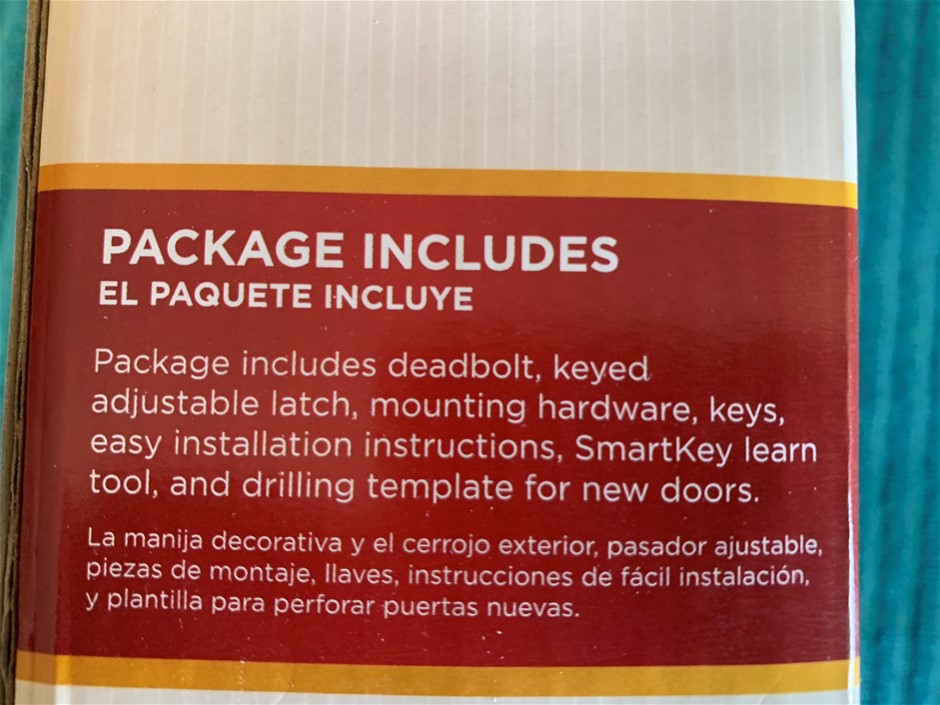 PACKAGE INCLUDES
EL PAQUETE INCLUYE
Package includes deadbolt, keyed
adjustable latch, mounting hardware, keys,
easy installation instructions, SmartKey learn
tool, and drilling template for new doors.
La manija decorativa y el cerrojo exterior, pasador ajustable,
piezas de montaje, llaves, instrucciones de fácil instalación,
y plantilla para perforar puertas nuevas.